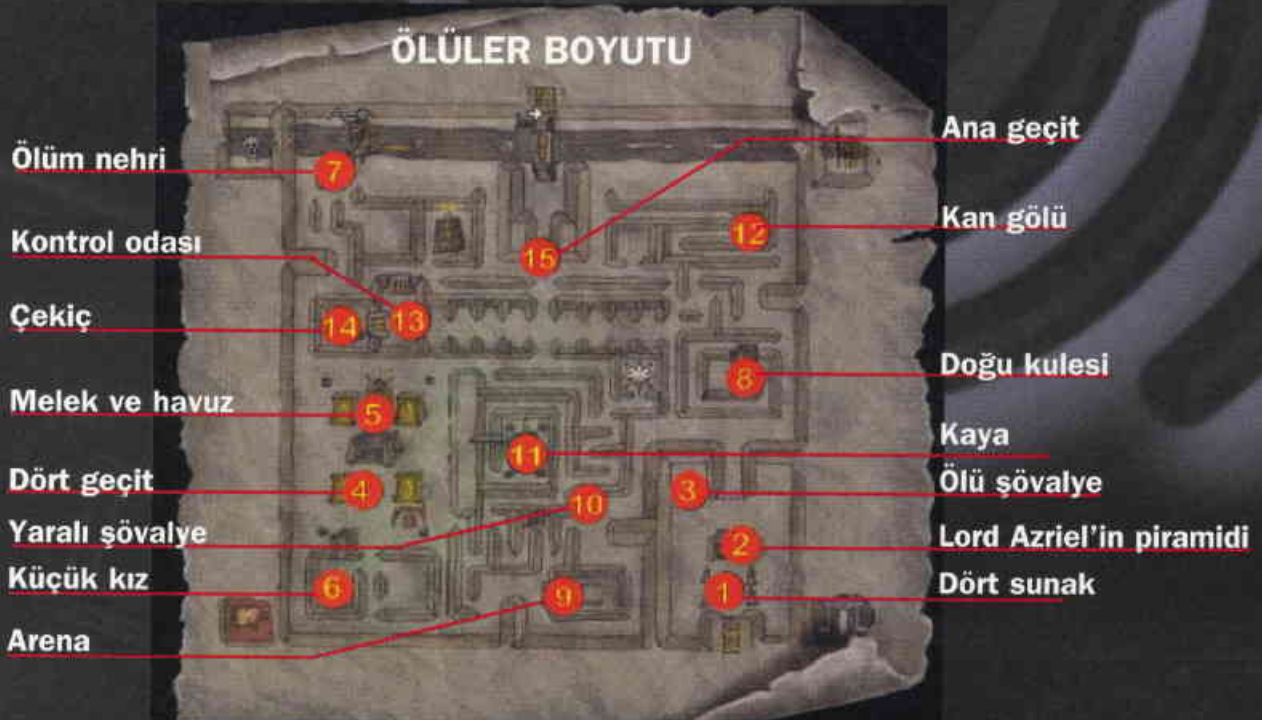 ÖLÜLER BOYUTU
Ölüm nehri
Kontrol odası
Çekiç
Melek ve havuz
Dört geçit
Yaralı şövalye
Küçük kız
Arena
Ana geçit
Kan gölü
Doğu kulesi
Kaya
Ölü şövalye
Lord Azriel'in piramidi
Dört sunak
7
12
15
14
13
8
5
11
4
3
10
2
6
9
1